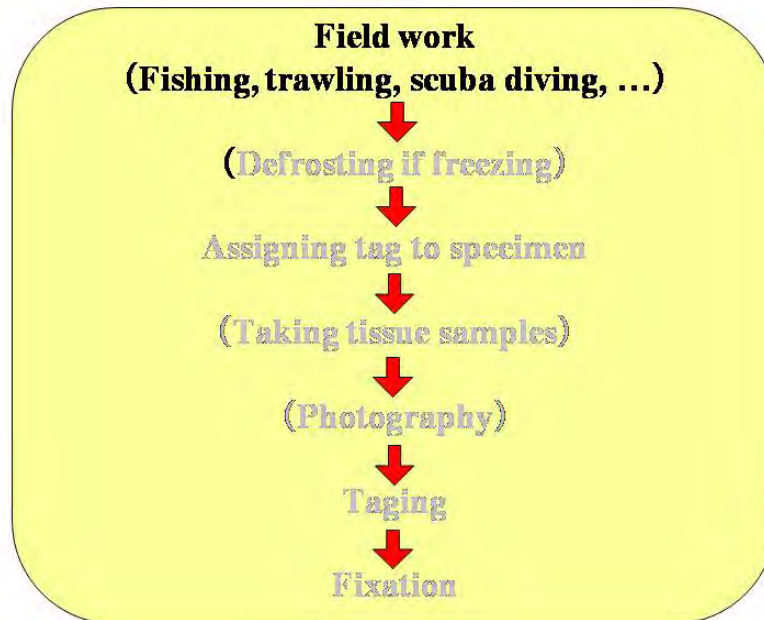 Field work
(Fishing, trawling, scuba diving, …)
(Defrosting if freezing)
Assigning tag to specimen
(Taking tissue samples)
(Photography)
Taging
Fixation